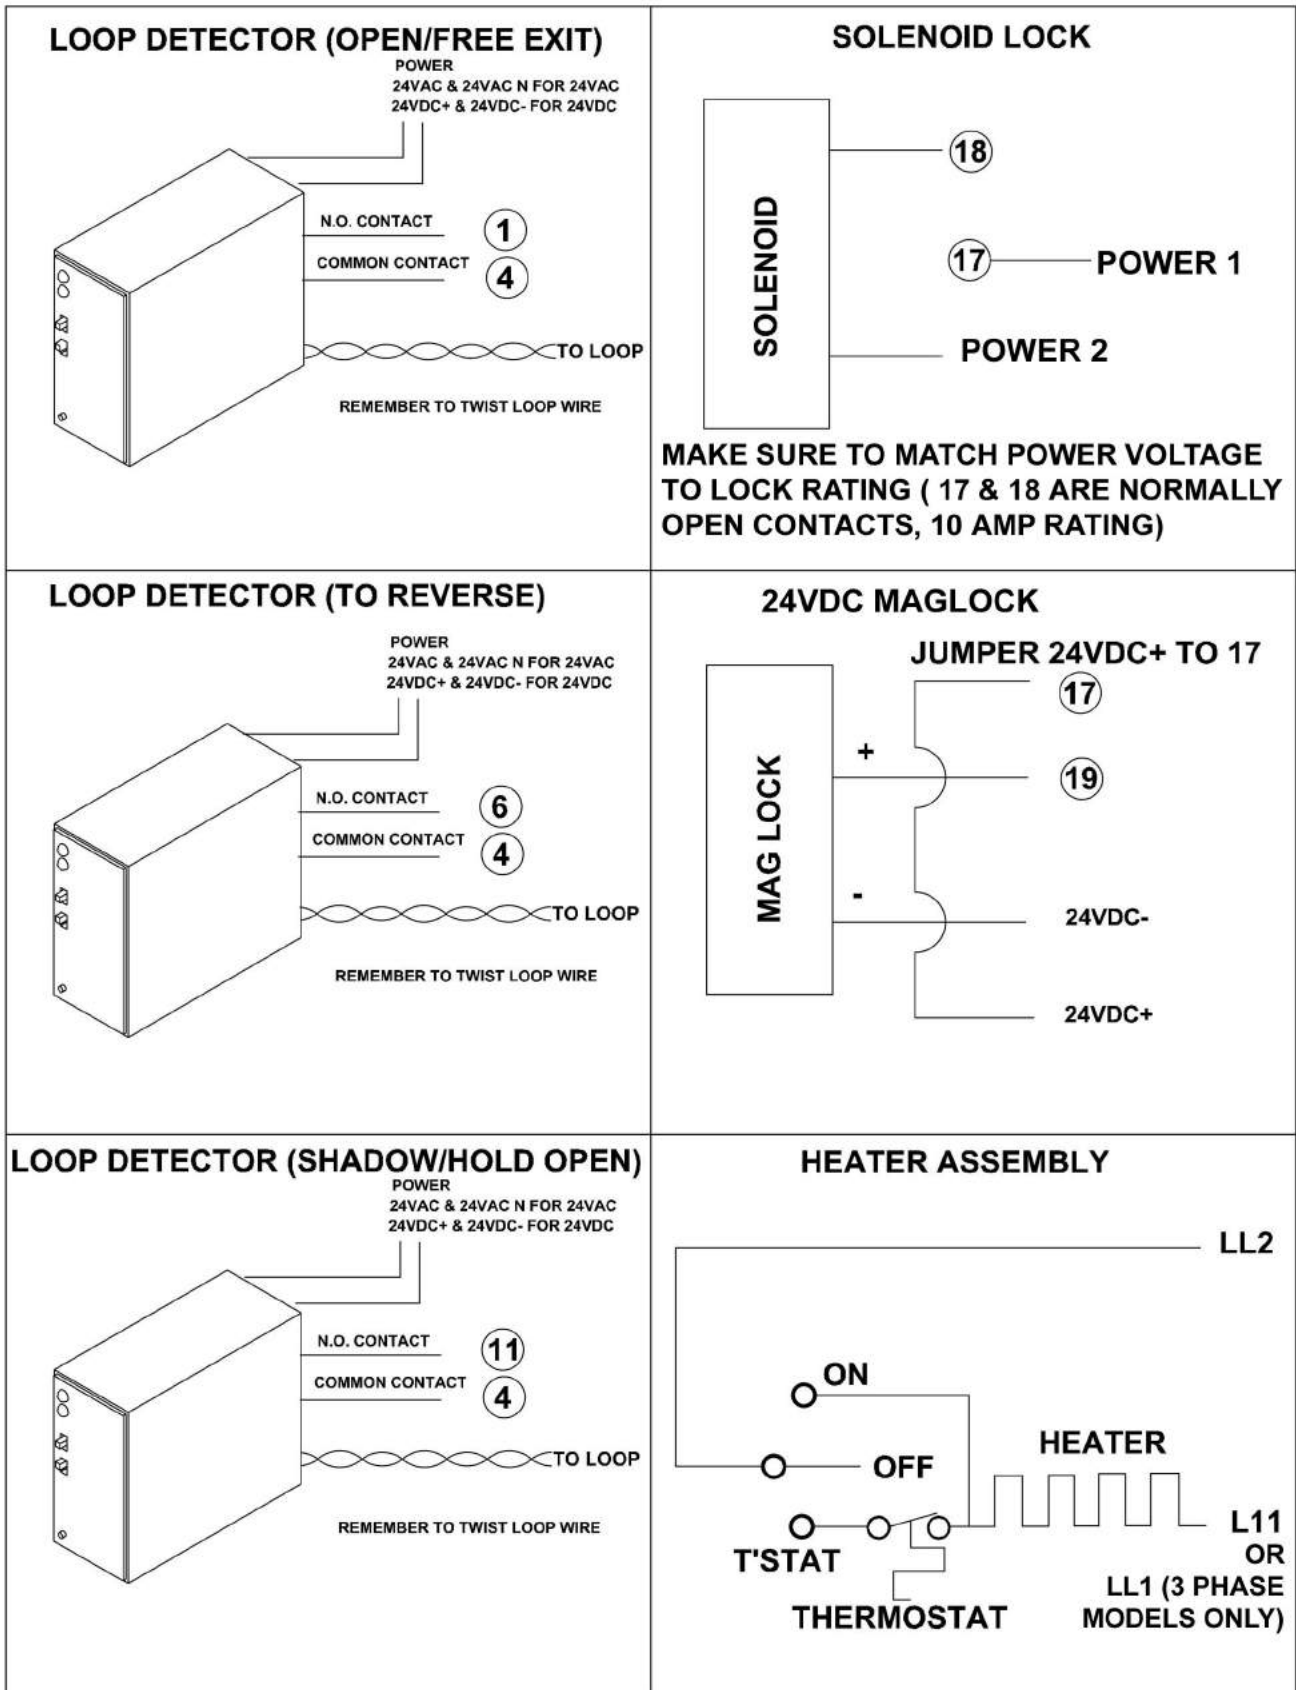 LOOP DETECTOR (OPEN/FREE EXIT)
POWER
24VAC & 24VAC N FOR 24VAC
24VDC+ & 24VDC- FOR 24VDC
N.O. CONTACT
1
COMMON CONTACT
4
TO LOOP
REMEMBER TO TWIST LOOP WIRE
SOLENOID LOCK
SOLENOID
18
17
POWER 1
POWER 2
MAKE SURE TO MATCH POWER VOLTAGE
TO LOCK RATING ( 17 & 18 ARE NORMALLY
OPEN CONTACTS, 10 AMP RATING)
LOOP DETECTOR (TO REVERSE)
POWER
24VAC & 24VAC N FOR 24VAC
24VDC+ & 24VDC- FOR 24VDC
N.O. CONTACT
6
COMMON CONTACT
4
TO LOOP
REMEMBER TO TWIST LOOP WIRE
24VDC MAGLOCK
JUMPER 24VDC+ TO 17
17
MAG LOCK
+
19
-
24VDC-
24VDC+
LOOP DETECTOR (SHADOW/HOLD OPEN)
POWER
24VAC & 24VAC N FOR 24VAC
24VDC+ & 24VDC- FOR 24VDC
N.O. CONTACT
11
COMMON CONTACT
4
TO LOOP
REMEMBER TO TWIST LOOP WIRE
HEATER ASSEMBLY
LL2
ON
OFF
HEATER
T'STAT
THERMOSTAT
L11
OR
LL1 (3 PHASE
MODELS ONLY)